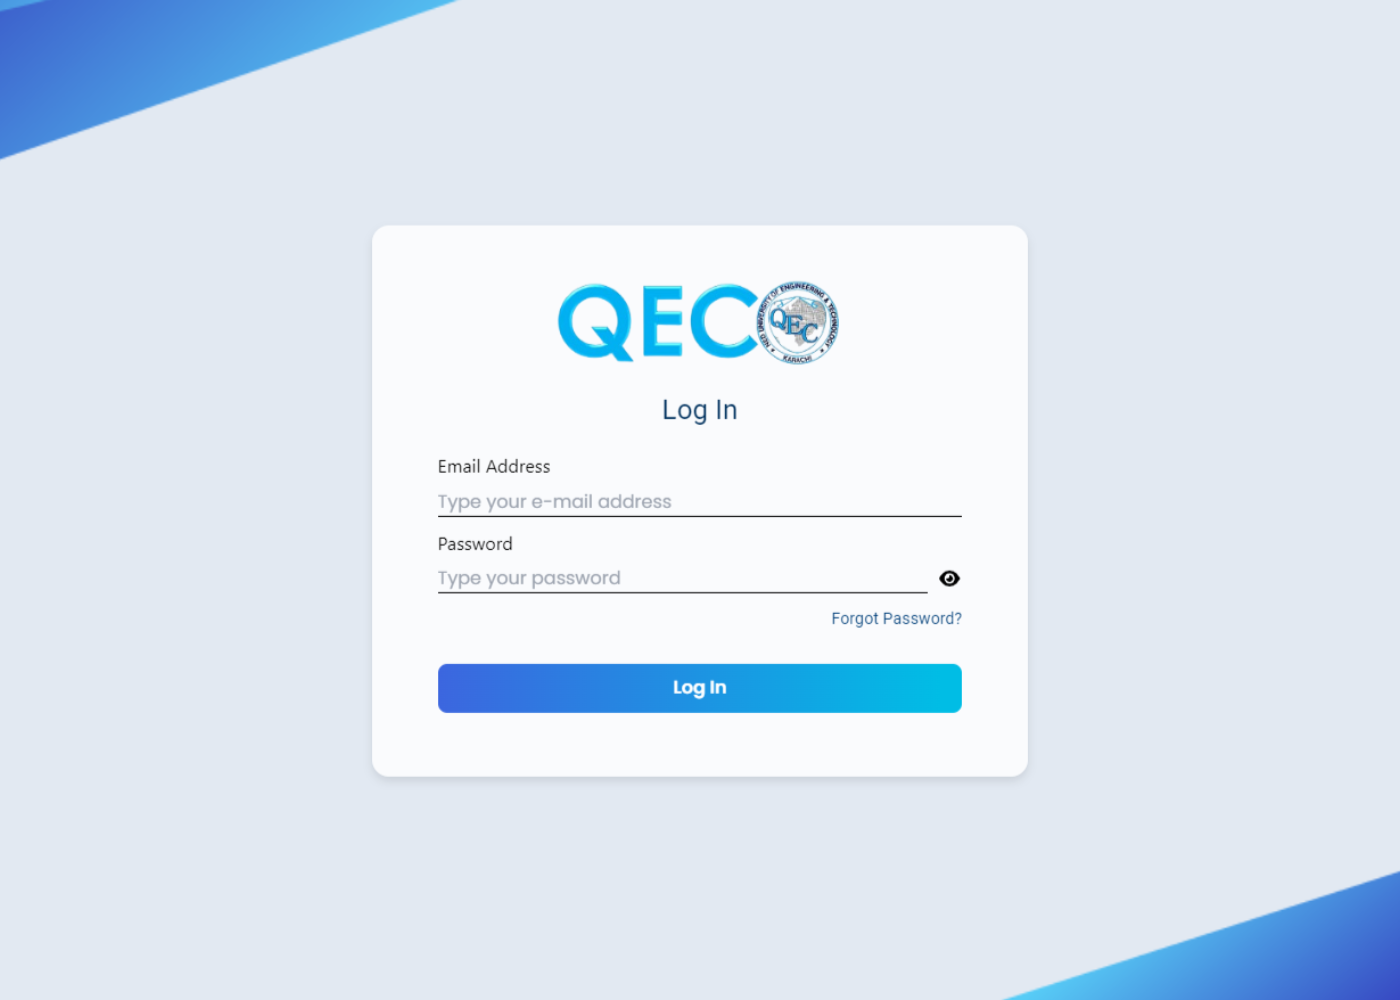 QEC
NED UNIVERSITY OF ENGINEERING & TECHNOLOGY
QEC
KARACHI
Log In
Email Address
Type your e-mail address
Password
Type your password
Forgot Password?
Log In